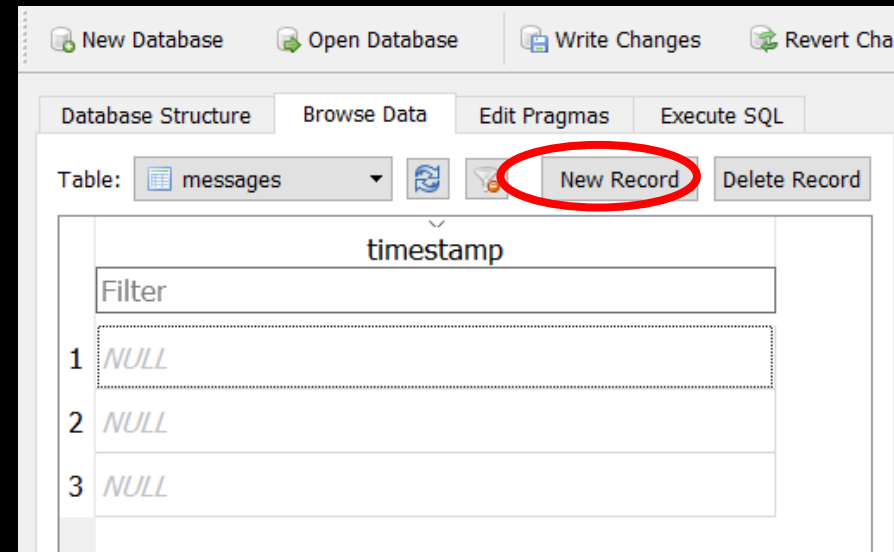 New Database Open Database Write Changes Revert Cha
Database Structure Browse Data Edit Pragmas Execute SQL
Table: messages New Record Delete Record
timestamp
Filter
1 NULL
2 NULL
3 NULL